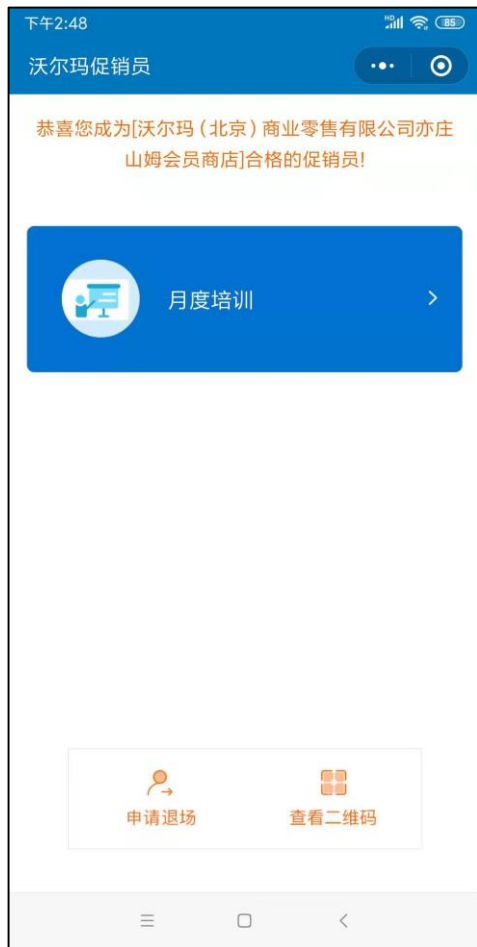 下午2:48
HD
85
沃尔玛促销员
恭喜您成为[沃尔玛（北京）商业零售有限公司亦庄
山姆会员商店]合格的促销员!
月度培训
申请退场
查看二维码